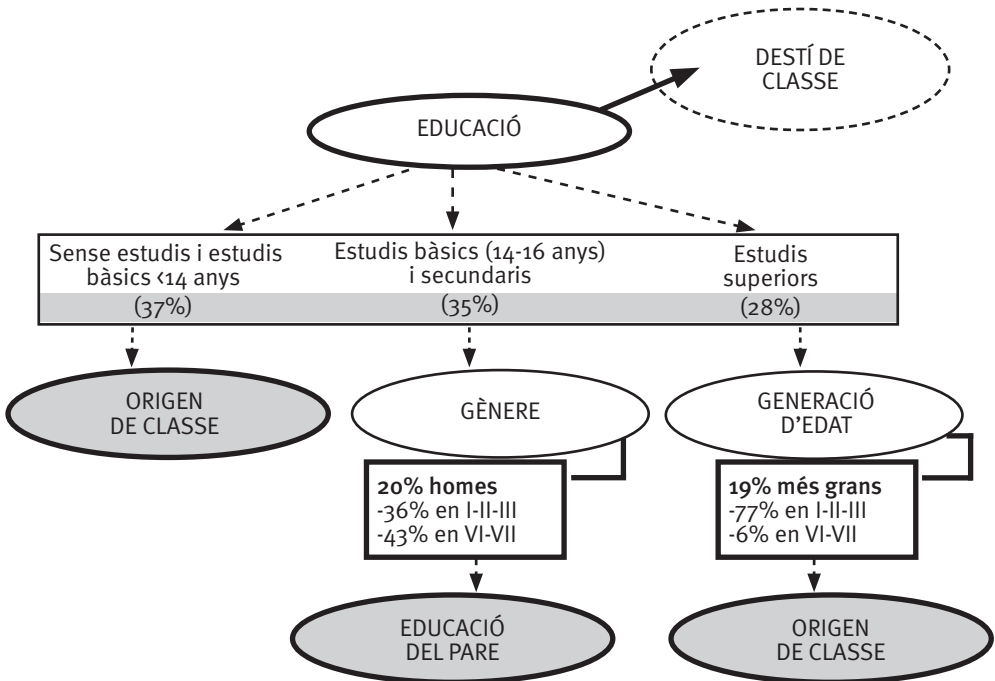 DESTÍ DE
CLASSE
EDUCACIÓ
Sense estudis i estudis
bàsics <14 anys
(37%)
Estudis bàsics (14-16 anys)
i secundaris
(35%)
Estudis
superiors
(28%)
ORIGEN
DE CLASSE
GÈNERE
GENERACIÓ
D'EDAT
20% homes
-36% en I-II-III
-43% en VI-VII
19% més grans
-77% en I-II-III
-6% en VI-VII
EDUCACIÓ
DEL PARE
ORIGEN
DE CLASSE